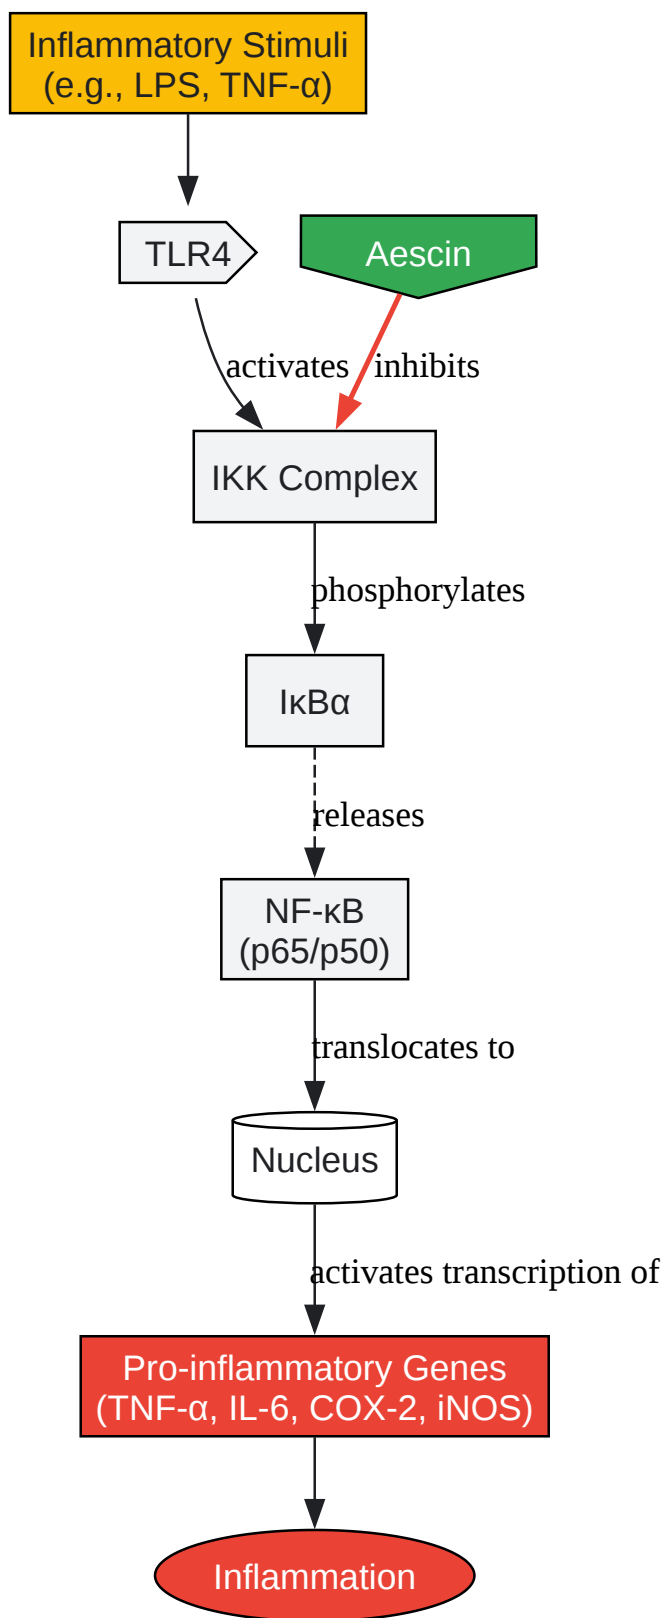 Inflammatory Stimuli
(e.g., LPS, TNF-α)
TLR4
Aescin
activates
inhibits
IKK Complex
phosphorylates
IκBα
releases
NF-κB
(p65/p50)
translocates to
Nucleus
activates transcription of
Pro-inflammatory Genes
(TNF-α, IL-6, COX-2, iNOS)
Inflammation